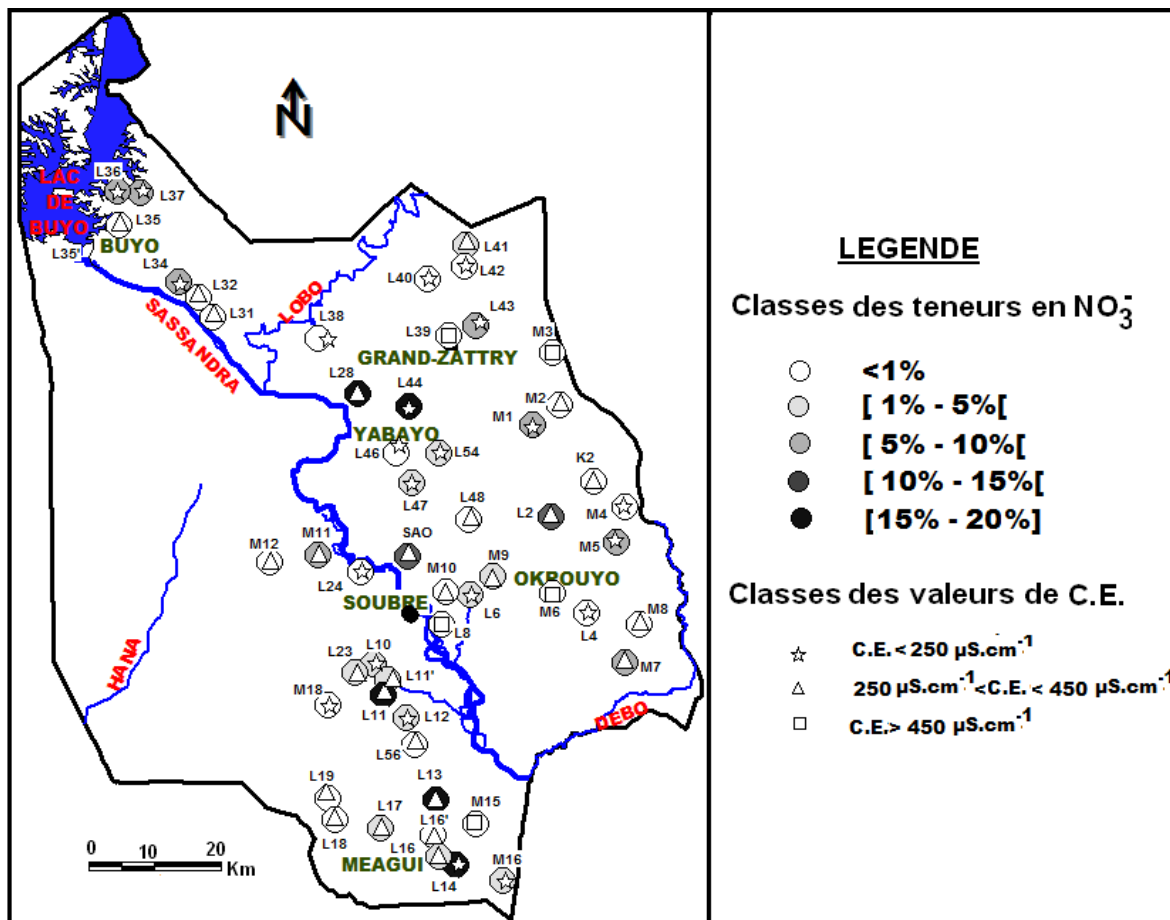 N
L36
L37
LAC
DE
BUYO
L35
BUYO
L35'
L34
L32
L31
SASSANDRA
LOBO
L38
L41
L42
L40
L43
L39
M3
GRAND-ZATTRY
L28
L44
M2
M1
YABAYO
L46
L54
K2
L47
L48
L2
M4
M5
M12
M11
SAO
M9
M10
OKROUYO
L24
SOUBRE
L6
M6
L4
M8
L8
M7
HANA
L23
L10
L11'
M18
L11
L12
DEBO
L56
L19
L13
L17
M15
L18
L16'
L16
MEAGUI
L14
M16
0 10 20
Km
LEGENDE
Classes des teneurs en NO₃⁻
<1%
[ 1% - 5%[
[ 5% - 10%[
[ 10% - 15%[
[15% - 20%]
Classes des valeurs de C.E.
C.E. < 250 µS.cm⁻¹
250 µS.cm⁻¹ <C.E. < 450 µS.cm⁻¹
C.E.> 450 µS.cm⁻¹